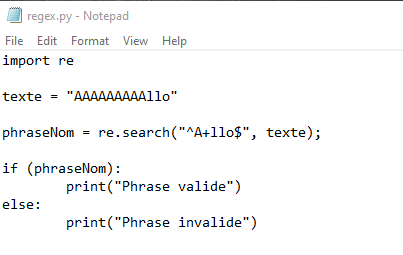 regex.py - Notepad
File Edit Format View Help
import re
texte = "AAAAAAAAAllo"
phraseNom = re.search("^A+llo$", texte);
if (phraseNom):
print("Phrase valide")
else:
print("Phrase invalide")